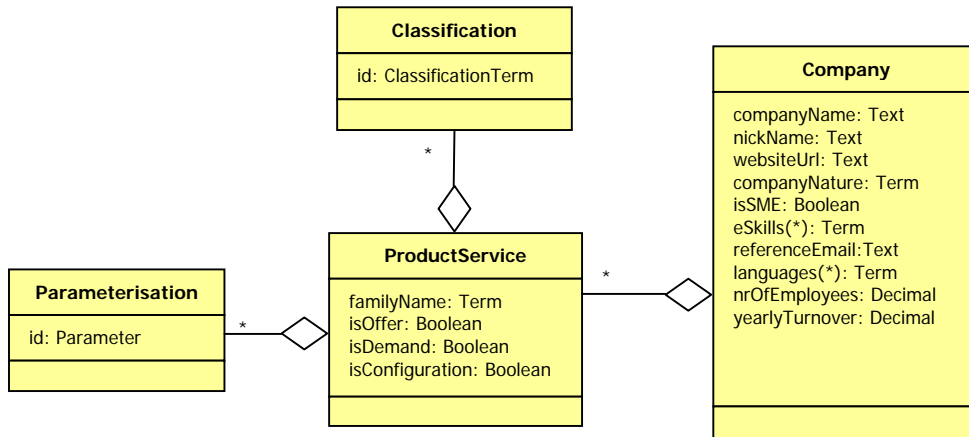 Classification
id: ClassificationTerm
*
Company
companyName: Text
nickName: Text
websiteUrl: Text
companyNature: Term
isSME: Boolean
eSkills(*): Term
referenceEmail:Text
languages(*): Term
nrOfEmployees: Decimal
yearlyTurnover: Decimal
*
ProductService
familyName: Term
isOffer: Boolean
isDemand: Boolean
isConfiguration: Boolean
*
Parameterisation
id: Parameter